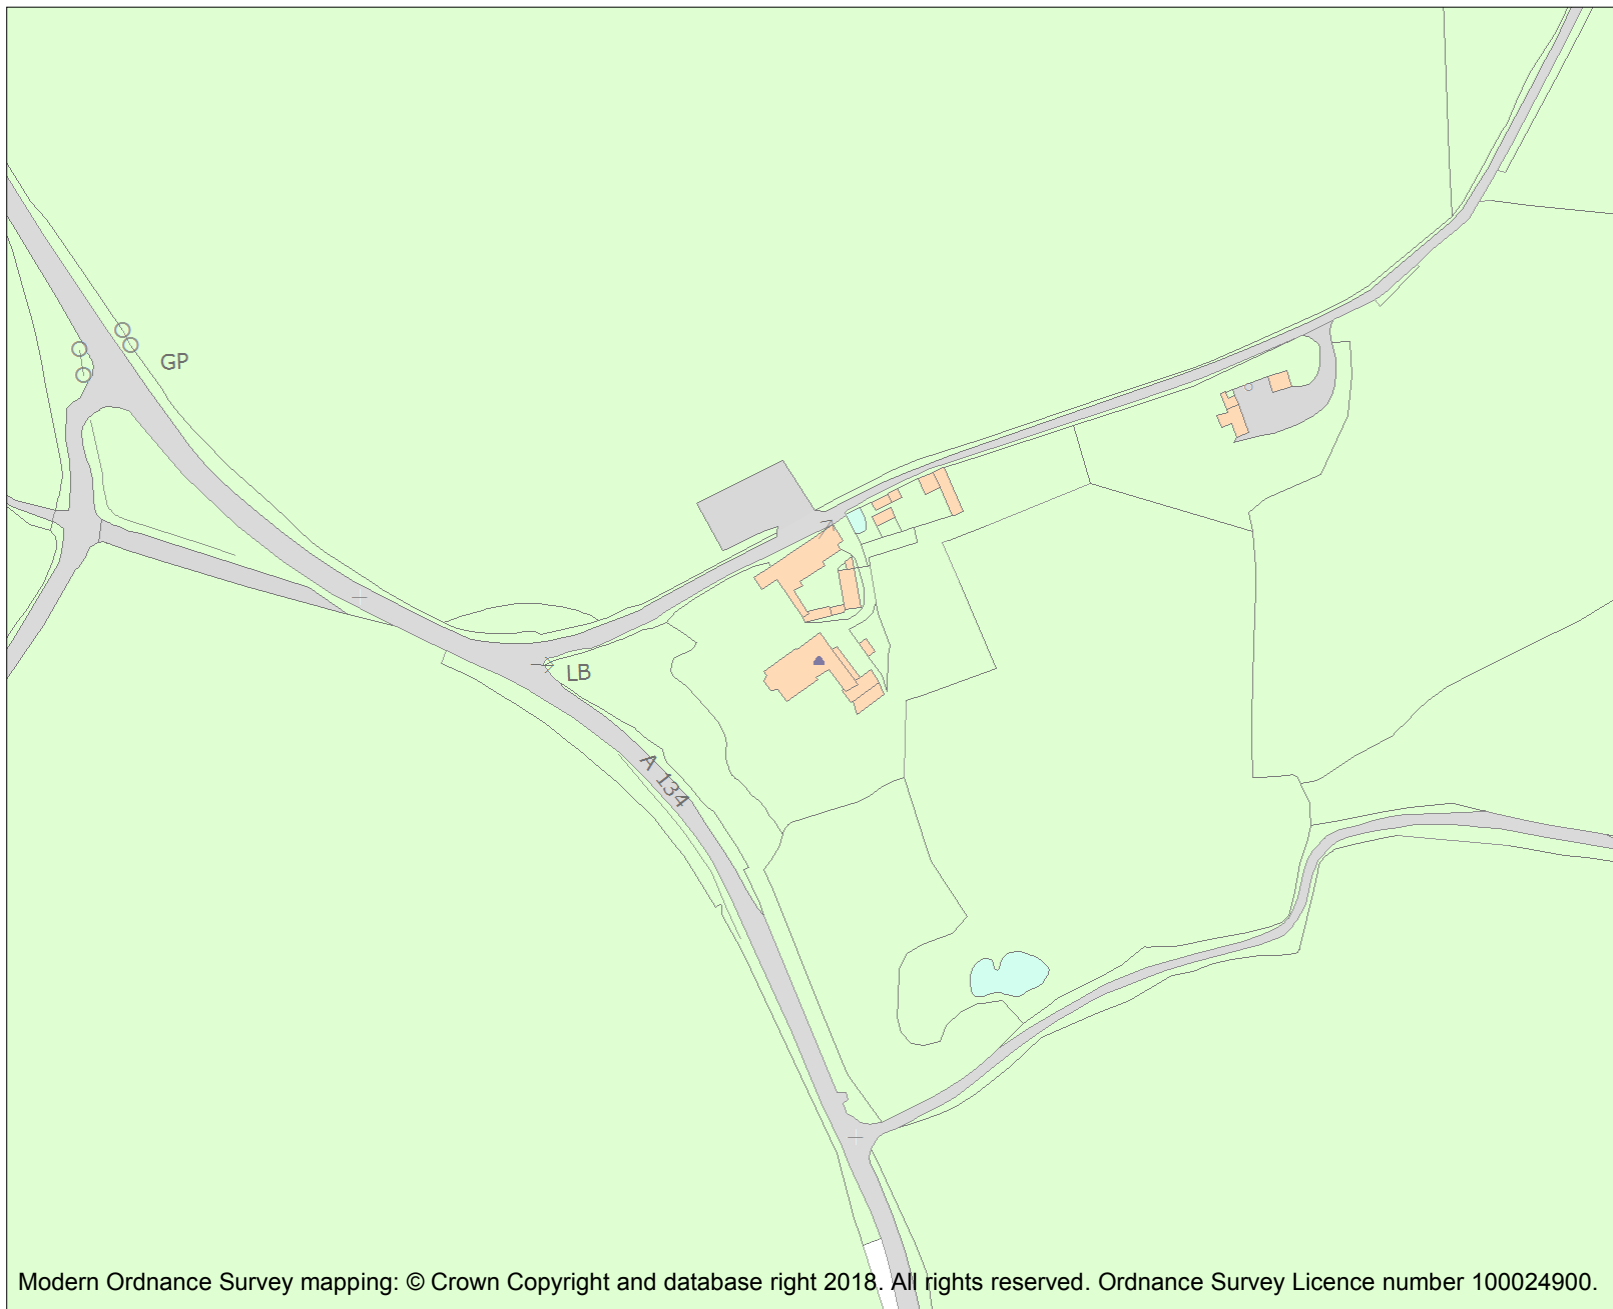 GP
LB
A 134
Modern Ordnance Survey mapping: © Crown Copyright and database right 2018. All rights reserved. Ordnance Survey Licence number 100024900.